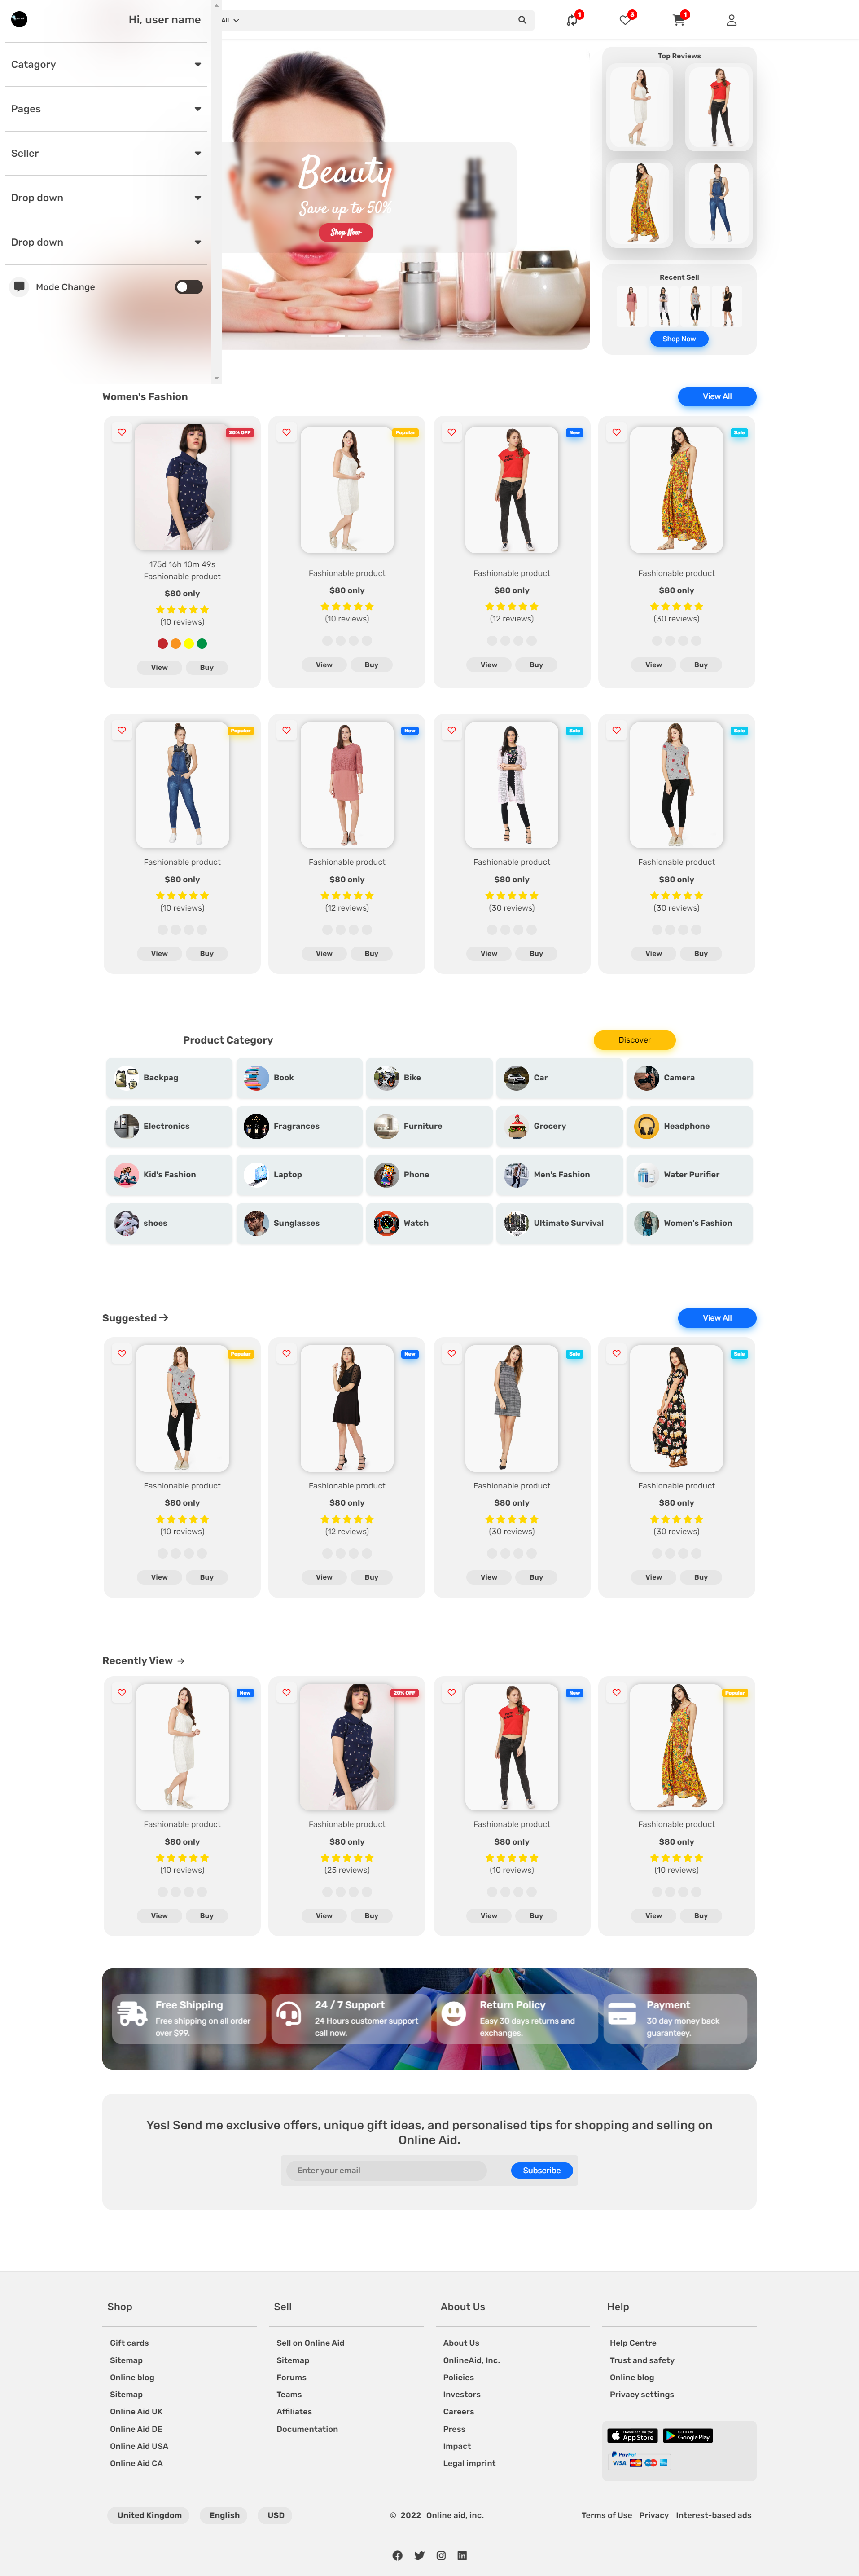 Hi, user name
All
1
3
1
Catagory
Pages
Seller
Drop down
Drop down
Mode Change
Beauty
Save up to 50%
Shop Now
Top Reviews
Recent Sell
Shop Now
Women's Fashion
View All
20% OFF
Popular
New
Sale
175d 16h 10m 49s
Fashionable product
Fashionable product
Fashionable product
Fashionable product
$80 only
$80 only
$80 only
$80 only
(10 reviews)
(10 reviews)
(12 reviews)
(30 reviews)
View Buy
View Buy
View Buy
View Buy
Popular
New
Sale
Sale
Fashionable product
Fashionable product
Fashionable product
Fashionable product
$80 only
$80 only
$80 only
$80 only
(10 reviews)
(12 reviews)
(30 reviews)
(30 reviews)
View Buy
View Buy
View Buy
View Buy
Product Category
Discover
Backpag
Book
Bike
Car
Camera
Electronics
Fragrances
Furniture
Grocery
Headphone
Kid's Fashion
Laptop
Phone
Men's Fashion
Water Purifier
shoes
Sunglasses
Watch
Ultimate Survival
Women's Fashion
Suggested
View All
Popular
New
Sale
Sale
Fashionable product
Fashionable product
Fashionable product
Fashionable product
$80 only
$80 only
$80 only
$80 only
(10 reviews)
(12 reviews)
(30 reviews)
(30 reviews)
View Buy
View Buy
View Buy
View Buy
Recently View
New
20% OFF
New
Popular
Fashionable product
Fashionable product
Fashionable product
Fashionable product
$80 only
$80 only
$80 only
$80 only
(10 reviews)
(25 reviews)
(10 reviews)
(10 reviews)
View Buy
View Buy
View Buy
View Buy
Free Shipping
Free shipping on all order
over $99.
24 / 7 Support
24 Hours customer support
call now.
Return Policy
Easy 30 days returns and
exchanges.
Payment
30 day money back
guaranteey.
Yes! Send me exclusive offers, unique gift ideas, and personalised tips for shopping and selling on
Online Aid.
Enter your email
Subscribe
Shop
Gift cards
Sitemap
Online blog
Sitemap
Online Aid UK
Online Aid DE
Online Aid USA
Online Aid CA
Sell
Sell on Online Aid
Sitemap
Forums
Teams
Affiliates
Documentation
About Us
About Us
OnlineAid, Inc.
Policies
Investors
Careers
Press
Impact
Legal imprint
Help
Help Centre
Trust and safety
Online blog
Privacy settings
Download on the
App Store
GET IT ON
Google Play
PayPal
VISA
United Kingdom
English
USD
© 2022 Online aid, inc.
Terms of Use Privacy Interest-based ads